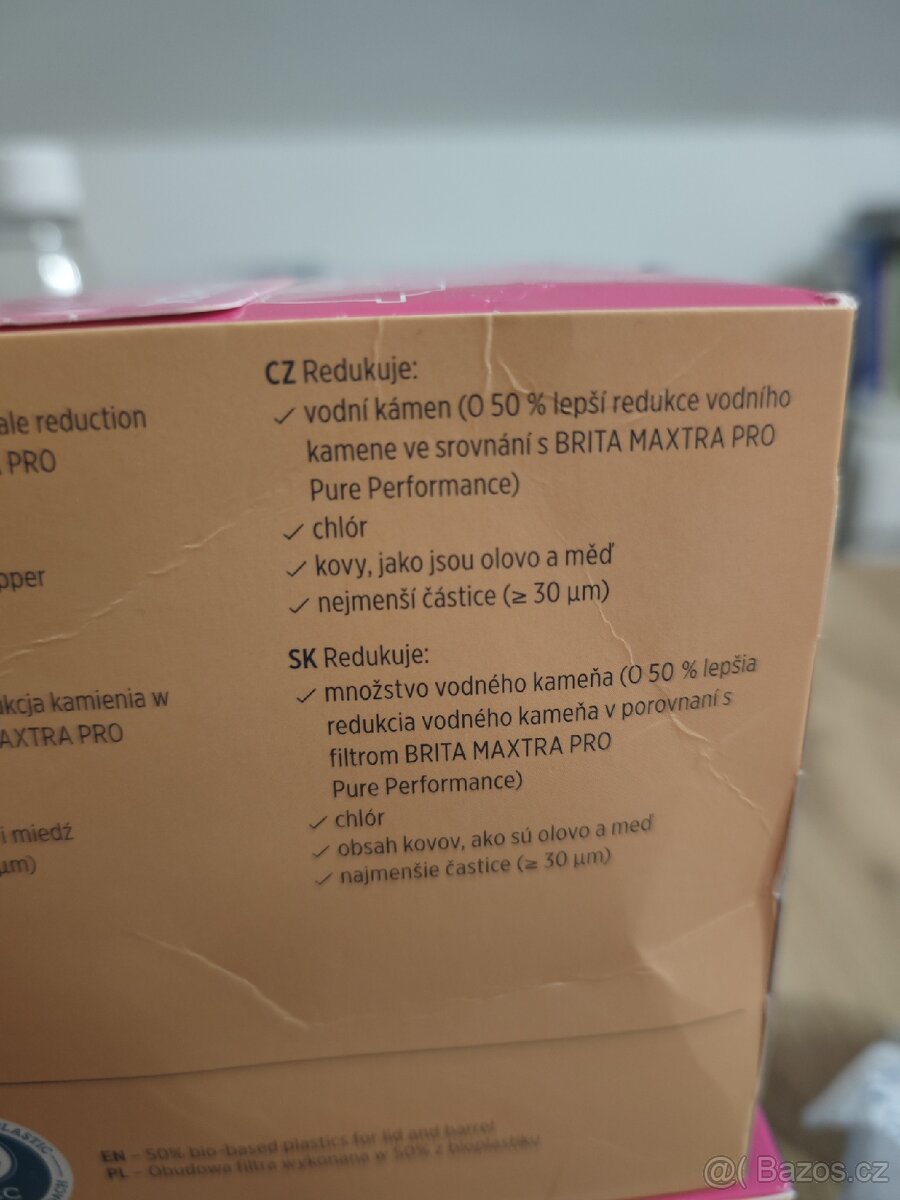 ale reduction
PRO
pper
kcja kamienia w
AXTRA PRO
i miedź
µm)
CZ Redukuje:
✓ vodní kámen (O 50 % lepší redukce vodního
kamene ve srovnání s BRITA MAXTRA PRO
Pure Performance)
✓ chlór
✓ kovy, jako jsou olovo a měď
✓ nejmenší částice (≥ 30 µm)
SK Redukuje:
✓ množstvo vodného kameňa (O 50 % lepšia
redukcia vodného kameňa v porovnaní s
filtrom BRITA MAXTRA PRO
Pure Performance)
✓ chlór
✓ obsah kovov, ako sú olovo a meď
✓ najmenšie častice (≥ 30 µm)
LASTIC
EN – 50% bio-based plastics for lid and barrel
PL – Obudowa filtra wykonana w 50% z bioplastiku
@( Bazos.cz